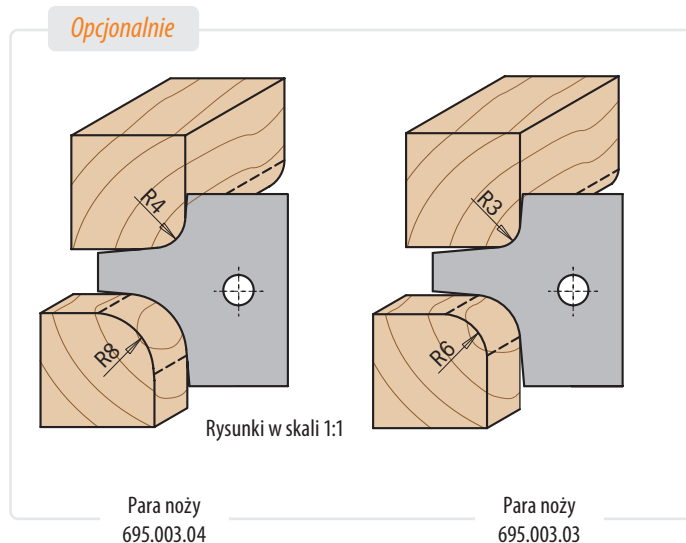 Opcjonalnie
R4
R3
R8
R6
Rysunki w skali 1:1
Para noży
695.003.04
Para noży
695.003.03